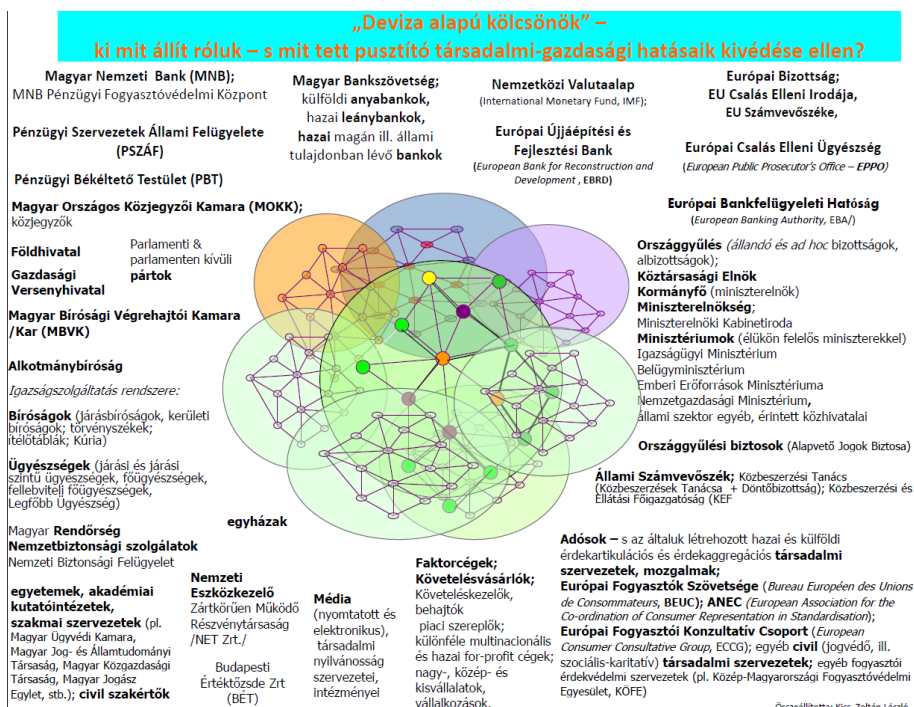 „Deviza alapú kölcsönök” –
ki mit állít róluk – s mit tett pusztító társadalmi-gazdasági hatásaik kivédése ellen?
Magyar Nemzeti Bank (MNB);
MNB Pénzügyi Fogyasztóvédelmi Központ
Pénzügyi Szervezetek Állami Felügyelete
(PSZÁF)
Pénzügyi Békéltető Testület (PBT)
Magyar Bankszövetség;
külföldi anyabankok,
hazai leánybankok,
hazai magán ill. állami
tulajdonban lévő bankok
Nemzetközi Valutaalap
(International Monetary Fund, IMF);
Európai Újjáépítési és
Fejlesztési Bank
(European Bank for Reconstruction and
Development , EBRD)
Európai Bizottság;
EU Csalás Elleni Irodája,
EU Számvevőszéke,
Európai Csalás Elleni Ügyészség
(European Public Prosecutor's Office – EPPO)
Európai Bankfelügyeleti Hatóság
(European Banking Authority, EBA/)
Magyar Országos Közjegyzői Kamara (MOKK);
közjegyzők
Földhivatal
Gazdasági
Versenyhivatal
Parlamenti &
parlamenten kívüli
pártok
Magyar Bírósági Végrehajtói Kamara
/Kar (MBVK)
Alkotmánybíróság
Igazságszolgáltatás rendszere:
Bíróságok (járásbíróságok, kerületi
bíróságok; törvényszékek;
ítélőtáblák; Kúria)
Ügyészségek (járási és járási
szintű ügyészségek, főügyészségek,
fellebviteli főügyészségek,
Legfőbb Ügyészség)
Magyar Rendőrség
Nemzetbiztonsági szolgálatok
Nemzeti Biztonsági Felügyelet
egyházak
Országgyűlés (állandó és ad hoc bizottságok,
albizottságok);
Köztársasági Elnök
Kormányfő (miniszterelnök)
Miniszterelnökség;
Miniszterelnöki Kabinetiroda
Minisztériumok (élükön felelős miniszterekkel)
Igazságügyi Minisztérium
Belügyminisztérium
Emberi Erőforrások Minisztériuma
Nemzetgazdasági Minisztérium,
állami szektor egyéb, érintett közhivatalai
Országgyűlési biztosok (Alapvető Jogok Biztosa)
Állami Számvevőszék; Közbeszerzési Tanács
(Közbeszerzések Tanácsa + Döntőbizottság); Közbeszerzési és
Ellátási Főigazgatóság (KEF
egyetemek, akadémiai
kutatóintézetek,
szakmai szervezetek (pl.
Magyar Ügyvédi Kamara,
Magyar Jog- és Államtudományi
Társaság, Magyar Közgazdasági
Társaság, Magyar Jogász
Egylet, stb.); civil szakértők
Nemzeti
Eszközkezelő
Zártkörűen Működő
Részvénytársaság
/NET Zrt./
Budapesti
Értéktőzsde Zrt
(BÉT)
Média
(nyomtatott és
elektronikus),
társadalmi
nyilvánosság
szervezetei,
intézményei
Faktorcégek;
Követelésvásárlók;
Követeléskezelők,
behajtók
piaci szereplők;
különféle multinacionális
és hazai for-profit cégek;
nagy-, közép- és
kisvállalatok,
vállalkozások,
Adósok – s az általuk létrehozott hazai és külföldi
érdekartikulációs és érdekaggregációs társadalmi
szervezetek, mozgalmak;
Európai Fogyasztók Szövetsége (Bureau Européen des Unions
de Consommateurs, BEUC); ANEC (European Association for the
Co-ordination of Consumer Representation in Standardisation);
Európai Fogyasztói Konzultatív Csoport (European
Consumer Consultative Group, ECCG); egyéb civil (jogvédő, ill.
szociális-karitatív) társadalmi szervezetek; egyéb fogyasztói
érdekvédelmi szervezetek (pl. Közép-Magyarországi Fogyasztóvédelmi
Egyesület, KÖFE)
Összeállította: Kiss Zoltán László